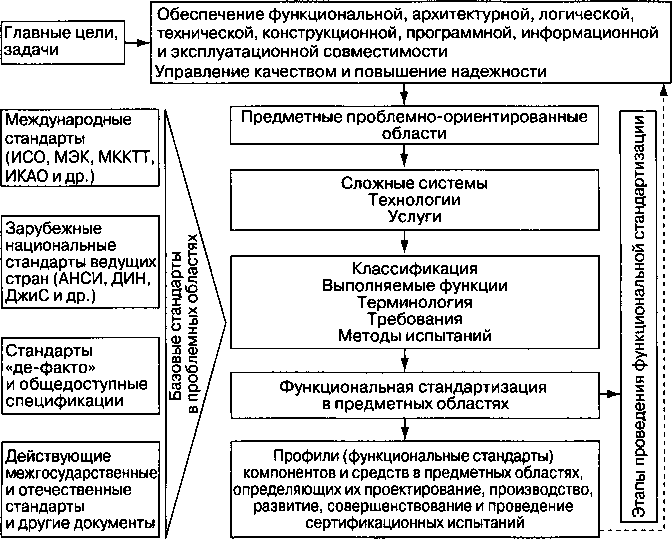 Главные цели,
задачи
Обеспечение функциональной, архитектурной, логической,
технической, конструкционной, программной, информационной
и эксплуатационной совместимости
Управление качеством и повышение надежности
Международные
стандарты
(ИСО, МЭК, МККТТ,
ИКАО и др.)
Зарубежные
национальные
стандарты ведущих
стран (АНСИ, ДИН,
ДжиС и др.)
Стандарты
«де-факто»
и общедоступные
спецификации
Действующие
межгосударственные
и отечественные
стандарты
и другие документы
Базовые стандарты
в проблемных областях
Предметные проблемно-ориентированные
области
Сложные системы
Технологии
Услуги
Классификация
Выполняемые функции
Терминология
Требования
Методы испытаний
Функциональная стандартизация
в предметных областях
Профили (функциональные стандарты)
компонентов и средств в предметных областях,
определяющих их проектирование, производство,
развитие, совершенствование и проведение
сертификационных испытаний
Этапы проведения функциональной стандартизации